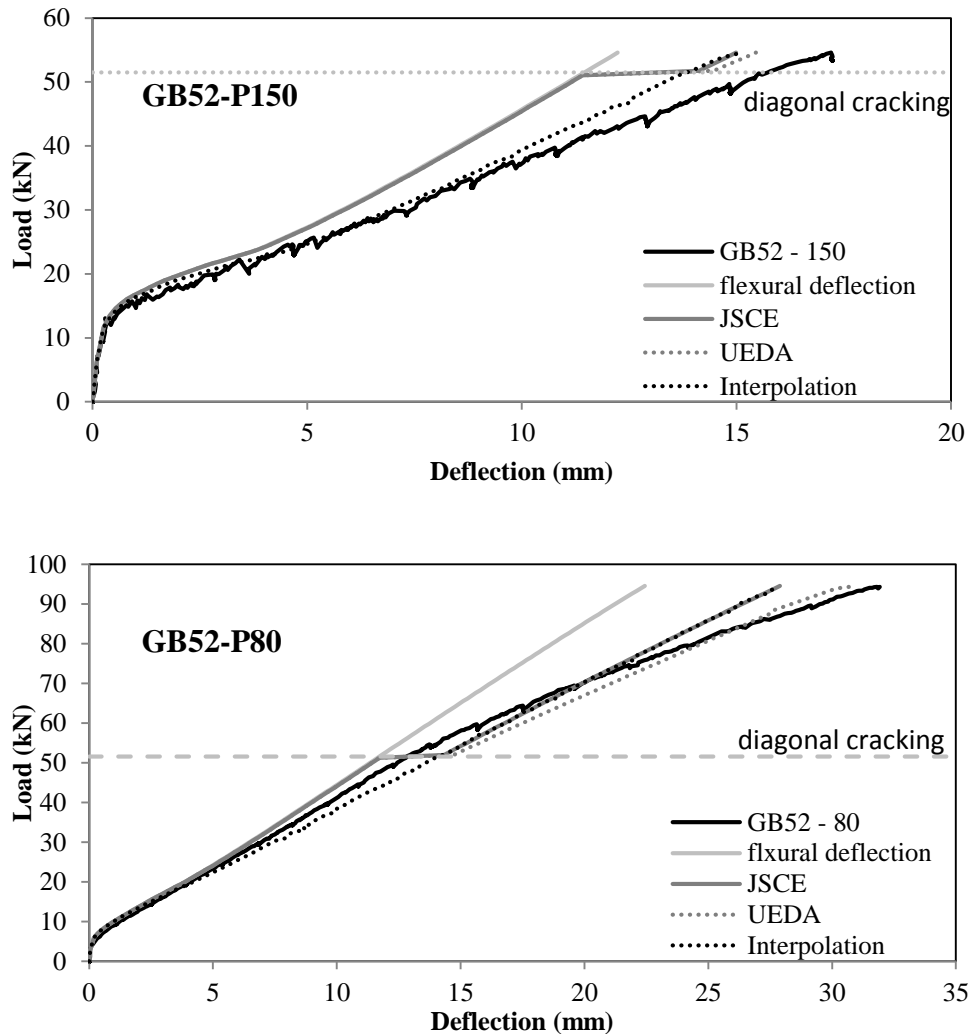 60
50
40
30
20
10
0
Load (kN)
GB52-P150
diagonal cracking
GB52 - 150
flexural deflection
JSCE
UEDA
Interpolation
0 5 10 15 20
Deflection (mm)
100
90
80
70
60
50
40
30
20
10
0
Load (kN)
GB52-P80
diagonal cracking
GB52 - 80
flxural deflection
JSCE
UEDA
Interpolation
0 5 10 15 20 25 30 35
Deflection (mm)